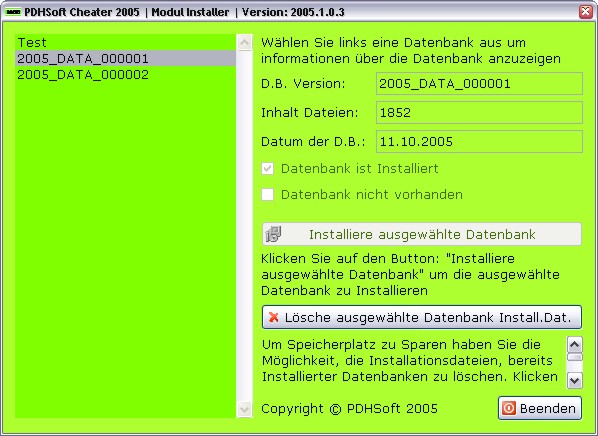 PDHSoft Cheater 2005 | Modul Installer | Version: 2005.1.0.3
Test
2005_DATA_000001
2005_DATA_000002
Wählen Sie links eine Datenbank aus um
informationen über die Datenbank anzuzeigen
D.B. Version: 2005_DATA_000001
Inhalt Dateien: 1852
Datum der D.B.: 11.10.2005
Datenbank ist Installiert
Datenbank nicht vorhanden
Installiere ausgewählte Datenbank
Klicken Sie auf den Button: "Installiere
ausgewählte Datenbank" um die ausgewählte
Datenbank zu Installieren
Lösche ausgewählte Datenbank Install.Dat.
Um Speicherplatz zu Sparen haben Sie die
Möglichkeit, die Installationsdateien, bereits
Installierter Datenbanken zu löschen. Klicken
Copyright © PDHSoft 2005
Beenden